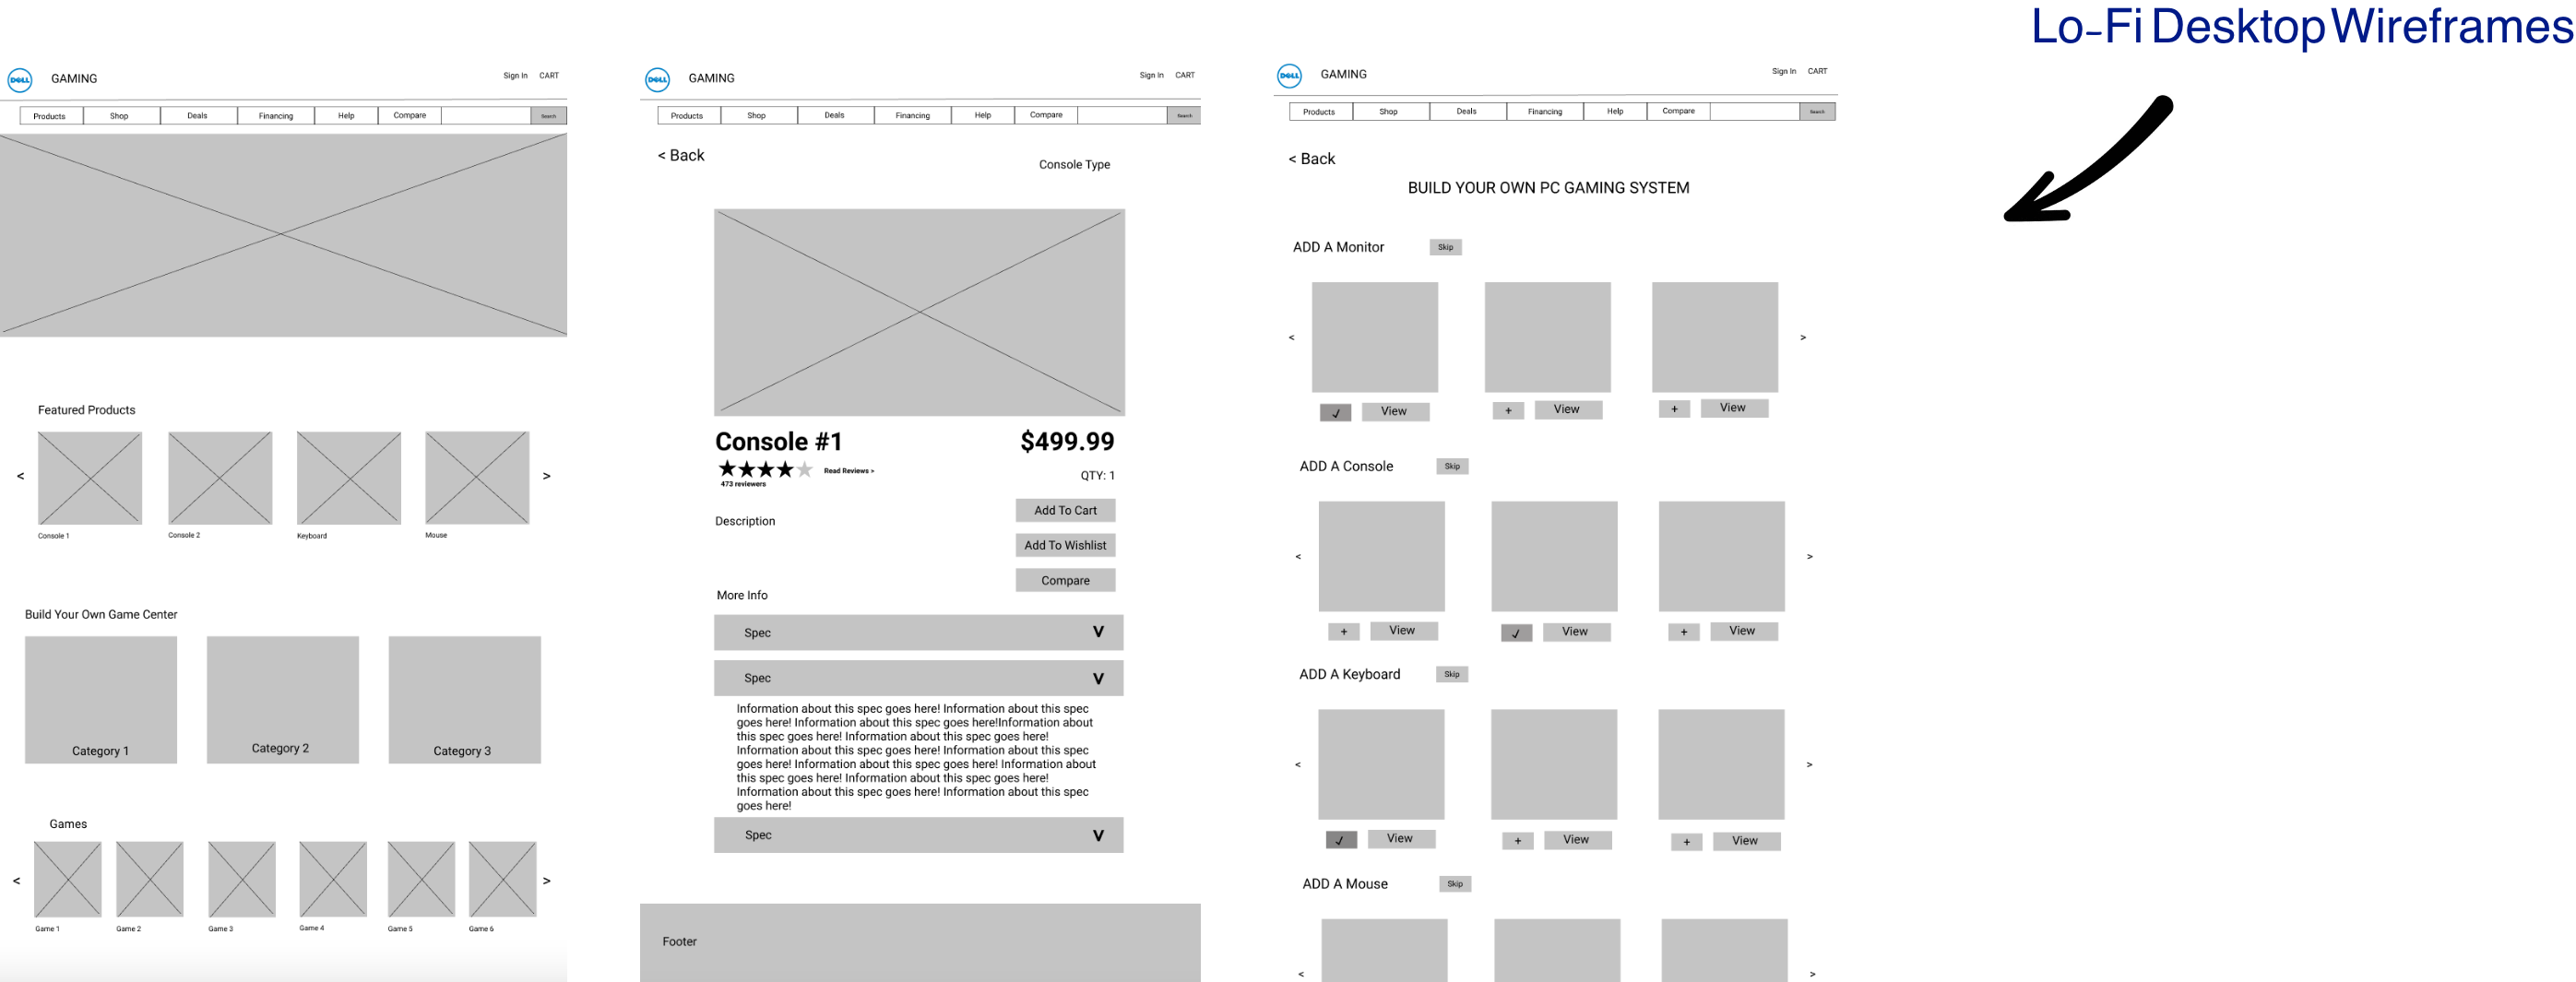 Lo-Fi Desktop Wireframes
DELL GAMING Sign In CART
Products Shop Deals Financing Help Compare Search
Featured Products
< >
Console 1 Console 2 Keyboard Mouse
Build Your Own Game Center
Category 1 Category 2 Category 3
Games
< >
Game 1 Game 2 Game 3 Game 4 Game 5 Game 6
DELL GAMING Sign In CART
Products Shop Deals Financing Help Compare Search
< Back
Console Type
Console #1 $499.99
Read Reviews >
473 reviewers
QTY: 1
Add To Cart
Description
Add To Wishlist
Compare
More Info
Spec V
Spec V
Information about this spec goes here! Information about this spec
goes here! Information about this spec goes here!Information about
this spec goes here! Information about this spec goes here!
Information about this spec goes here! Information about this spec
goes here! Information about this spec goes here! Information about
this spec goes here! Information about this spec goes here!
Information about this spec goes here! Information about this spec
goes here!
Spec V
Footer
DELL GAMING Sign In CART
Products Shop Deals Financing Help Compare Search
< Back
BUILD YOUR OWN PC GAMING SYSTEM
ADD A Monitor Skip
< >
✓ View + View + View
ADD A Console Skip
< >
+ View ✓ View + View
ADD A Keyboard Skip
< >
✓ View + View + View
ADD A Mouse Skip
< >